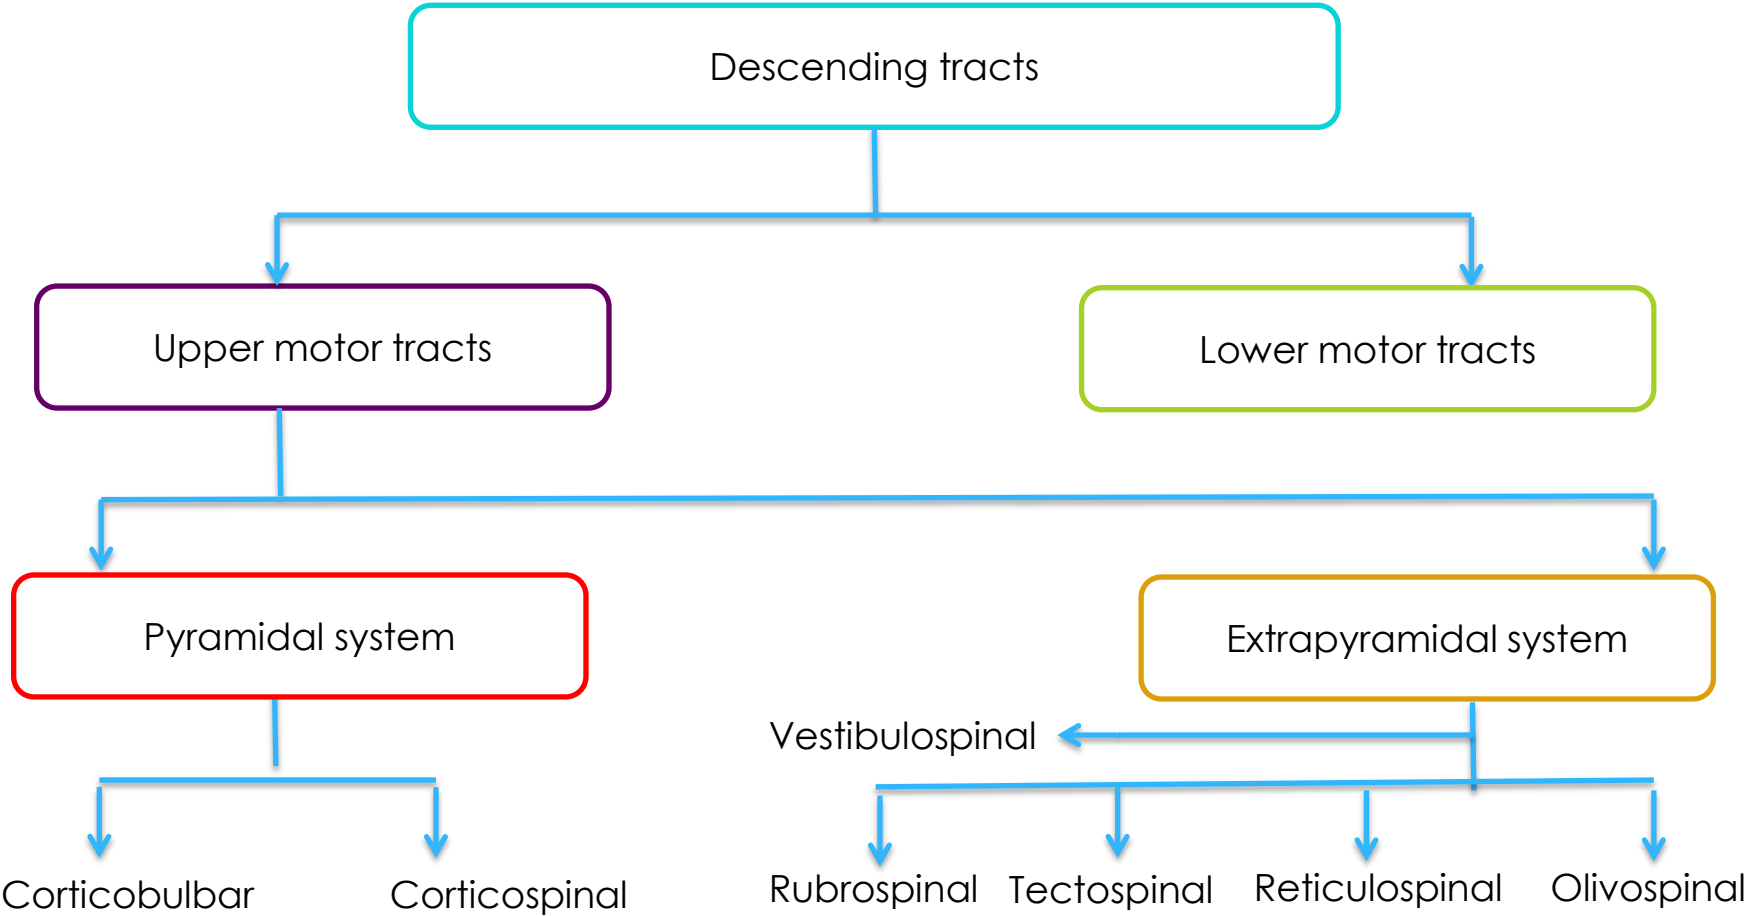 Descending tracts
Upper motor tracts
Lower motor tracts
Pyramidal system
Extrapyramidal system
Vestibulospinal
Corticobulbar
Corticospinal
Rubrospinal
Tectospinal
Reticulospinal
Olivospinal